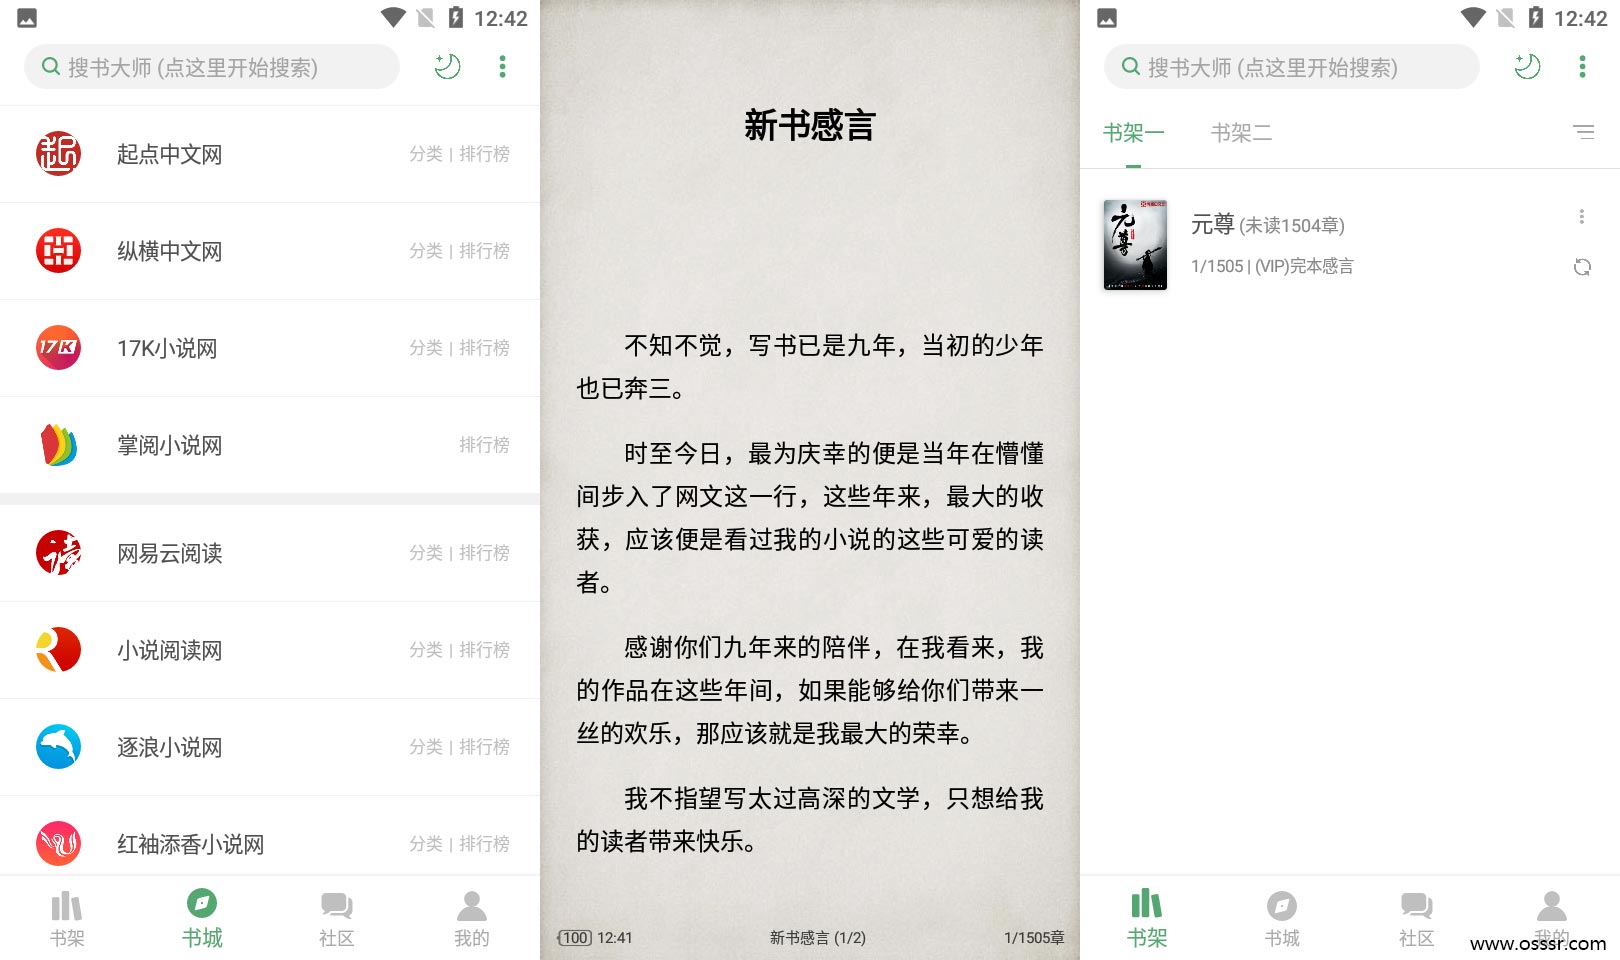 12:42
搜书大师 (点这里开始搜索)
起点中文网
分类 | 排行榜
纵横中文网
分类 | 排行榜
17K
17K小说网
分类 | 排行榜
掌阅小说网
排行榜
读
网易云阅读
分类 | 排行榜
小说阅读网
分类 | 排行榜
逐浪小说网
分类 | 排行榜
红袖添香小说网
分类 | 排行榜
书架
书城
社区
我的
新书感言
不知不觉，写书已是九年，当初的少年
也已奔三。
时至今日，最为庆幸的便是当年在懵懂
间步入了网文这一行，这些年来，最大的收
获，应该便是看过我的小说的这些可爱的读
者。
感谢你们九年来的陪伴，在我看来，我
的作品在这些年间，如果能够给你们带来一
丝的欢乐，那应该就是我最大的荣幸。
我不指望写太过高深的文学，只想给我
的读者带来快乐。
100 12:41
新书感言 (1/2)
1/1505章
12:42
搜书大师 (点这里开始搜索)
书架一
书架二
元尊
元尊 (未读1504章)
1/1505 | (VIP)完本感言
书架
书城
社区
我的
www.osssr.com